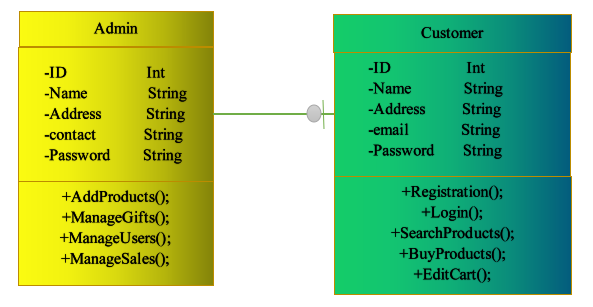 Admin
-ID Int
-Name String
-Address String
-contact String
-Password String
+AddProducts();
+ManageGifts();
+ManageUsers();
+ManageSales();
Customer
-ID Int
-Name String
-Address String
-email String
-Password String
+Registration();
+Login();
+SearchProducts();
+BuyProducts();
+EditCart();